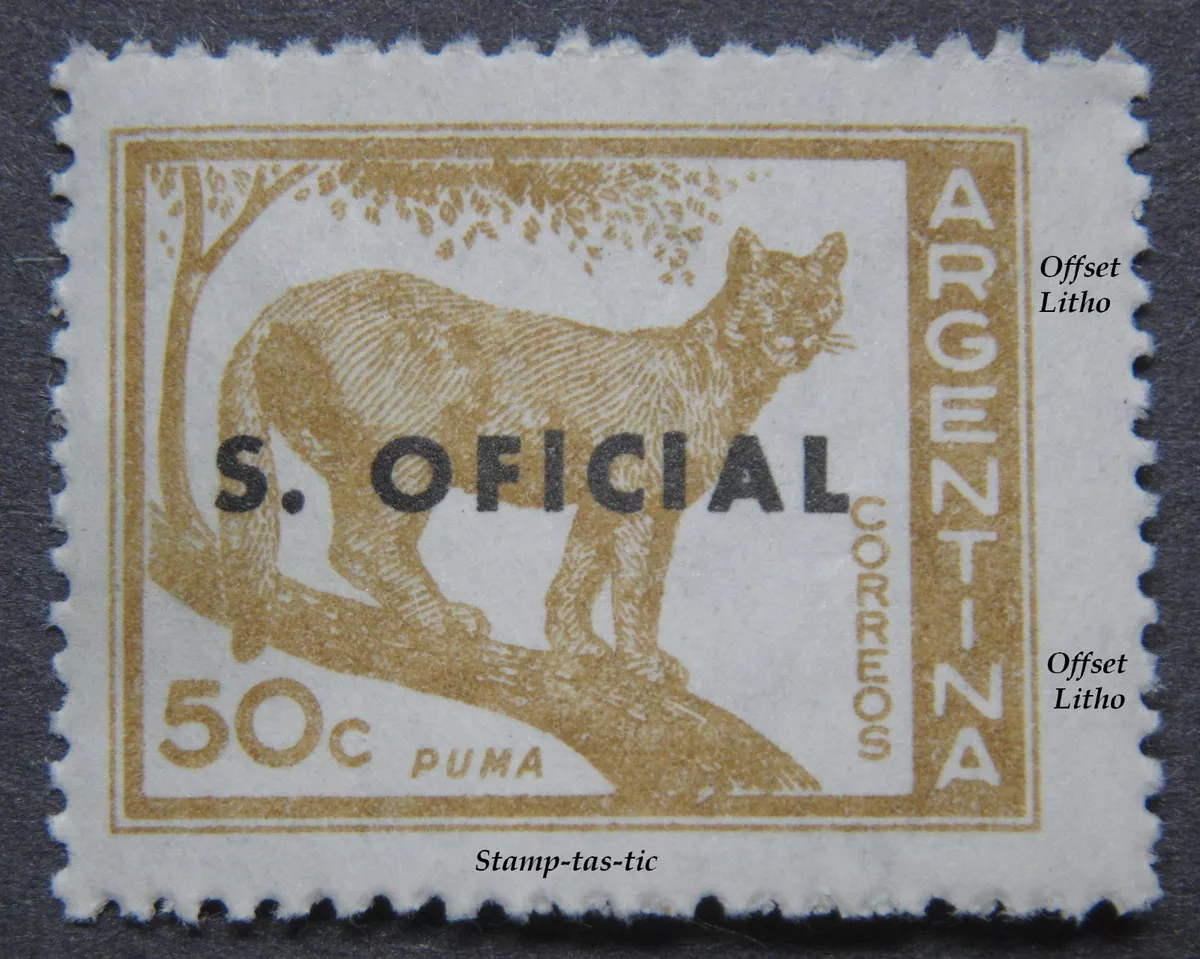 ARGENTINA
Offset
Litho
S. OFICIAL
CORREOS
Offset
Litho
50c
PUMA
Stamp-tas-tic